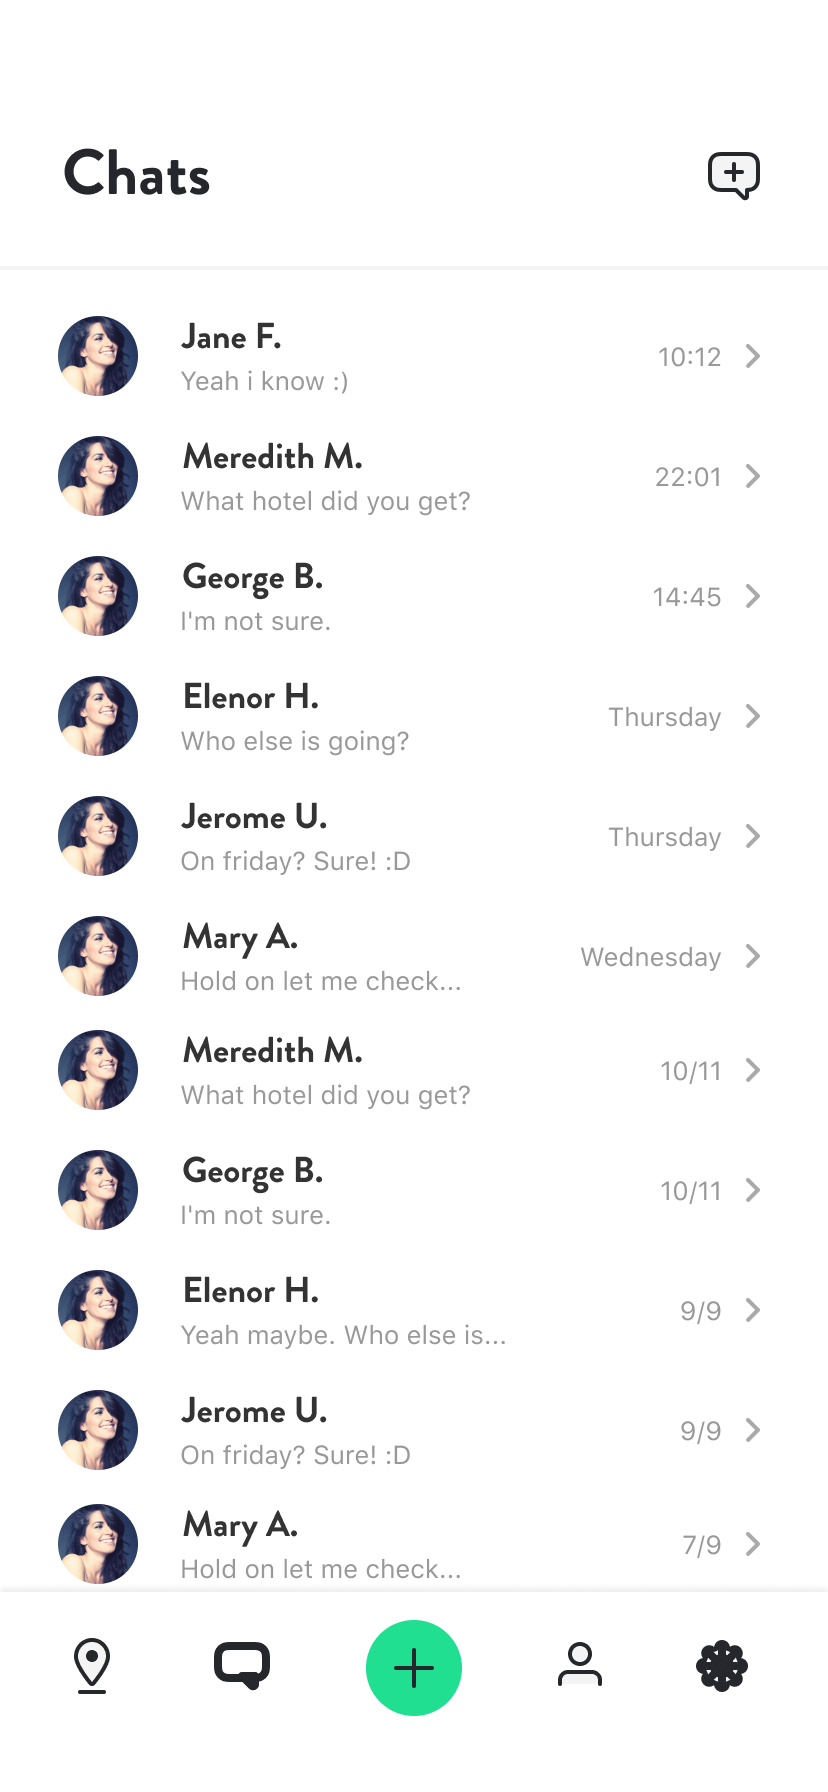 Chats
Jane F.
Yeah i know :)
10:12
Meredith M.
What hotel did you get?
22:01
George B.
I'm not sure.
14:45
Elenor H.
Who else is going?
Thursday
Jerome U.
On friday? Sure! :D
Thursday
Mary A.
Hold on let me check...
Wednesday
Meredith M.
What hotel did you get?
10/11
George B.
I'm not sure.
10/11
Elenor H.
Yeah maybe. Who else is...
9/9
Jerome U.
On friday? Sure! :D
9/9
Mary A.
Hold on let me check...
7/9